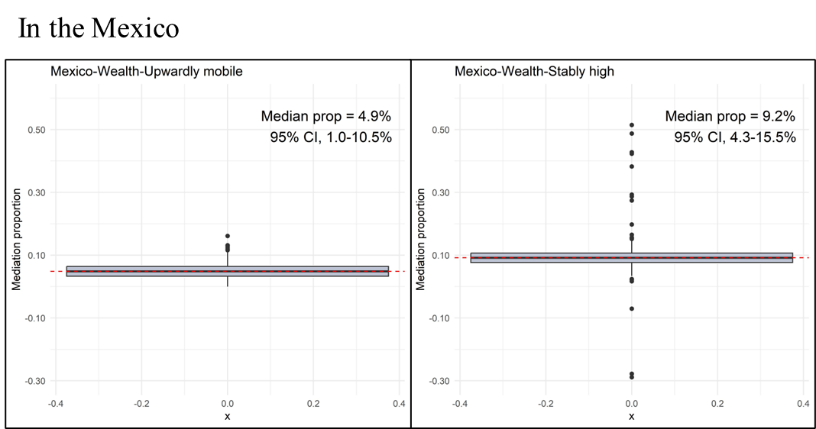 In the Mexico
Mexico-Wealth-Upwardly mobile
Median prop = 4.9%
95% CI, 1.0-10.5%
Mediation proportion
0.50
0.30
0.10
-0.10
-0.30
-0.4
-0.2
0.0
0.2
0.4
x
Mexico-Wealth-Stably high
Median prop = 9.2%
95% CI, 4.3-15.5%
Mediation proportion
0.50
0.30
0.10
-0.10
-0.30
-0.4
-0.2
0.0
0.2
0.4
x